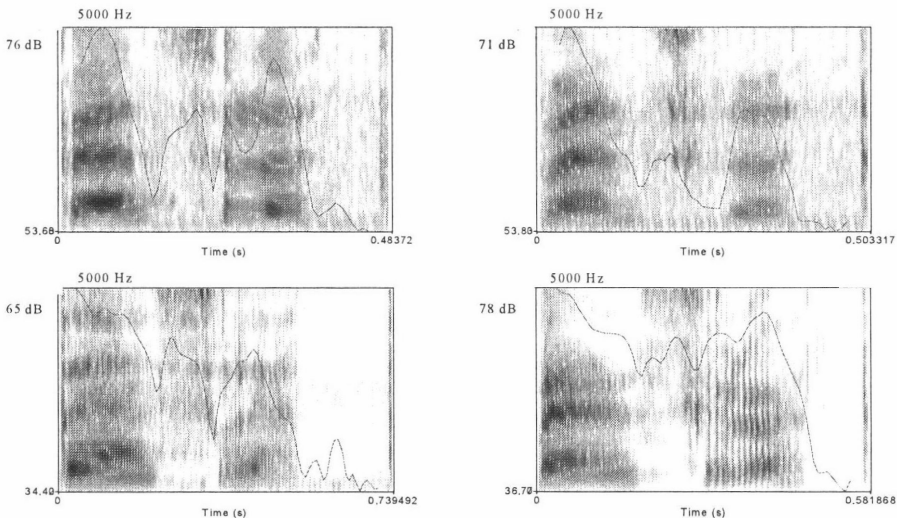 5000 Hz
76 dB
53,68
0
0,48372
Time (s)
5000 Hz
71 dB
53,80
0
0,503317
Time (s)
5000 Hz
65 dB
34,40
0
0,739492
Time (s)
5000 Hz
78 dB
36,70
0
0,581868
Time (s)